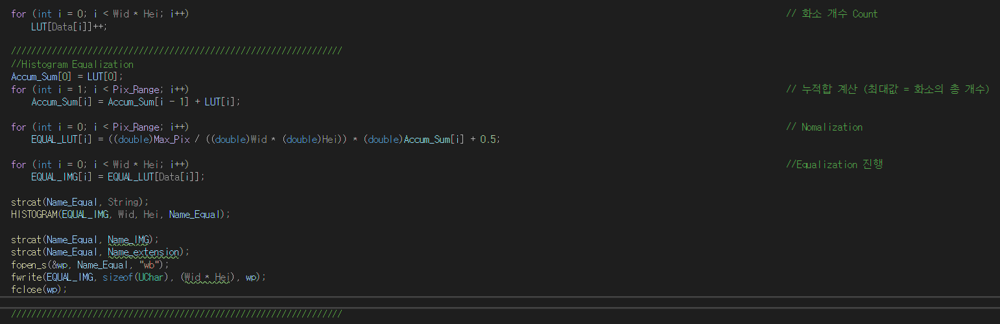 for (int i = 0; i < Wid * Hei; i++) // 화소 개수 Count
LUT[Data[i]]++;
//////////////////////////////////////////////////////////////////
//Histogram Equalization
Accum_Sum[0] = LUT[0];
for (int i = 1; i < Pix_Range; i++) // 누적합 계산 (최대값 = 화소의 총 개수)
Accum_Sum[i] = Accum_Sum[i - 1] + LUT[i];
for (int i = 0; i < Pix_Range; i++) // Nomalization
EQUAL_LUT[i] = ((double)Max_Pix / ((double)Wid * (double)Hei)) * (double)Accum_Sum[i] + 0.5;
for (int i = 0; i < Wid * Hei; i++) //Equalization 진행
EQUAL_IMG[i] = EQUAL_LUT[Data[i]];
strcat(Name_Equal, String);
HISTOGRAM(EQUAL_IMG, Wid, Hei, Name_Equal);
strcat(Name_Equal, Name_IMG);
strcat(Name_Equal, Name_extension);
fopen_s(&wp, Name_Equal, "wb");
fwrite(EQUAL_IMG, sizeof(UChar), (Wid * Hei), wp);
fclose(wp);
//////////////////////////////////////////////////////////////////